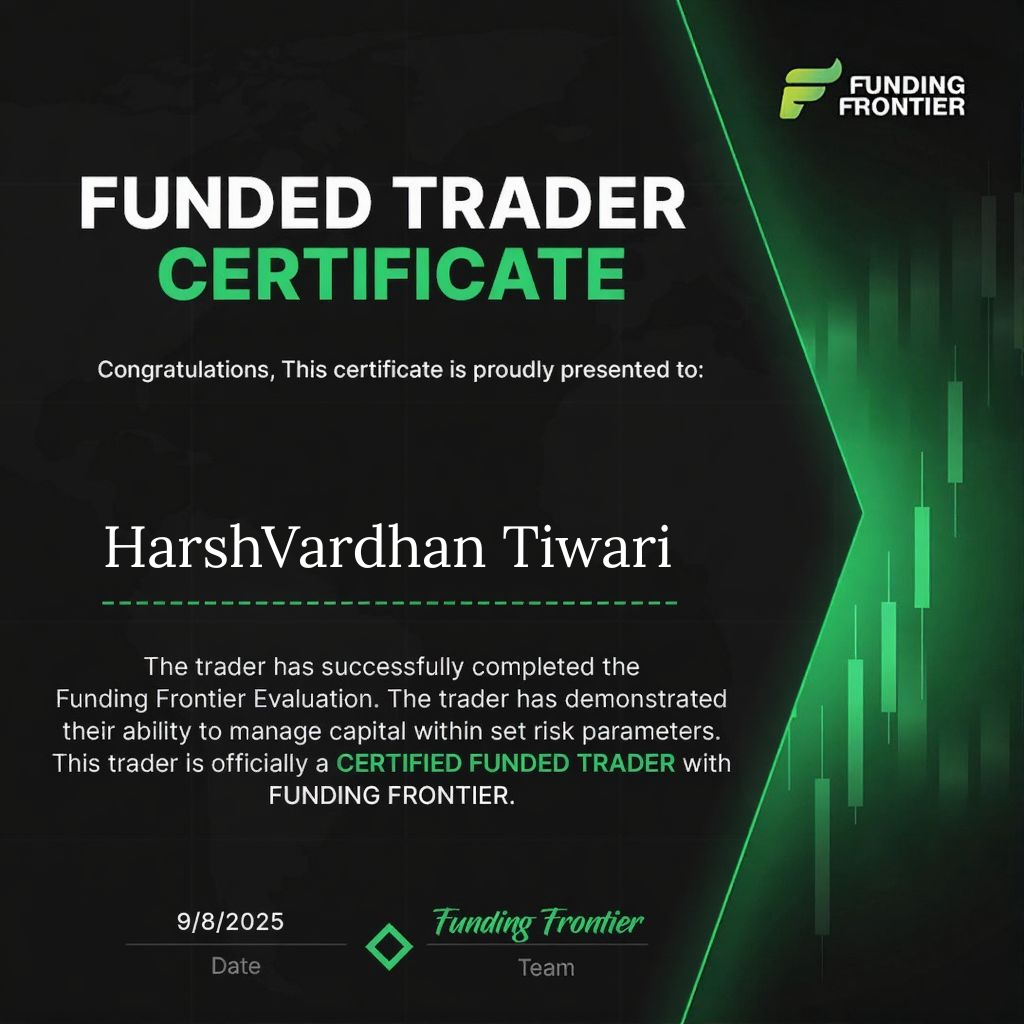 FUNDING
FRONTIER
FUNDED TRADER
CERTIFICATE
Congratulations, This certificate is proudly presented to:
HarshVardhan Tiwari
The trader has successfully completed the
Funding Frontier Evaluation. The trader has demonstrated
their ability to manage capital within set risk parameters.
This trader is officially a CERTIFIED FUNDED TRADER with
FUNDING FRONTIER.
9/8/2025
Date
Funding Frontier
Team